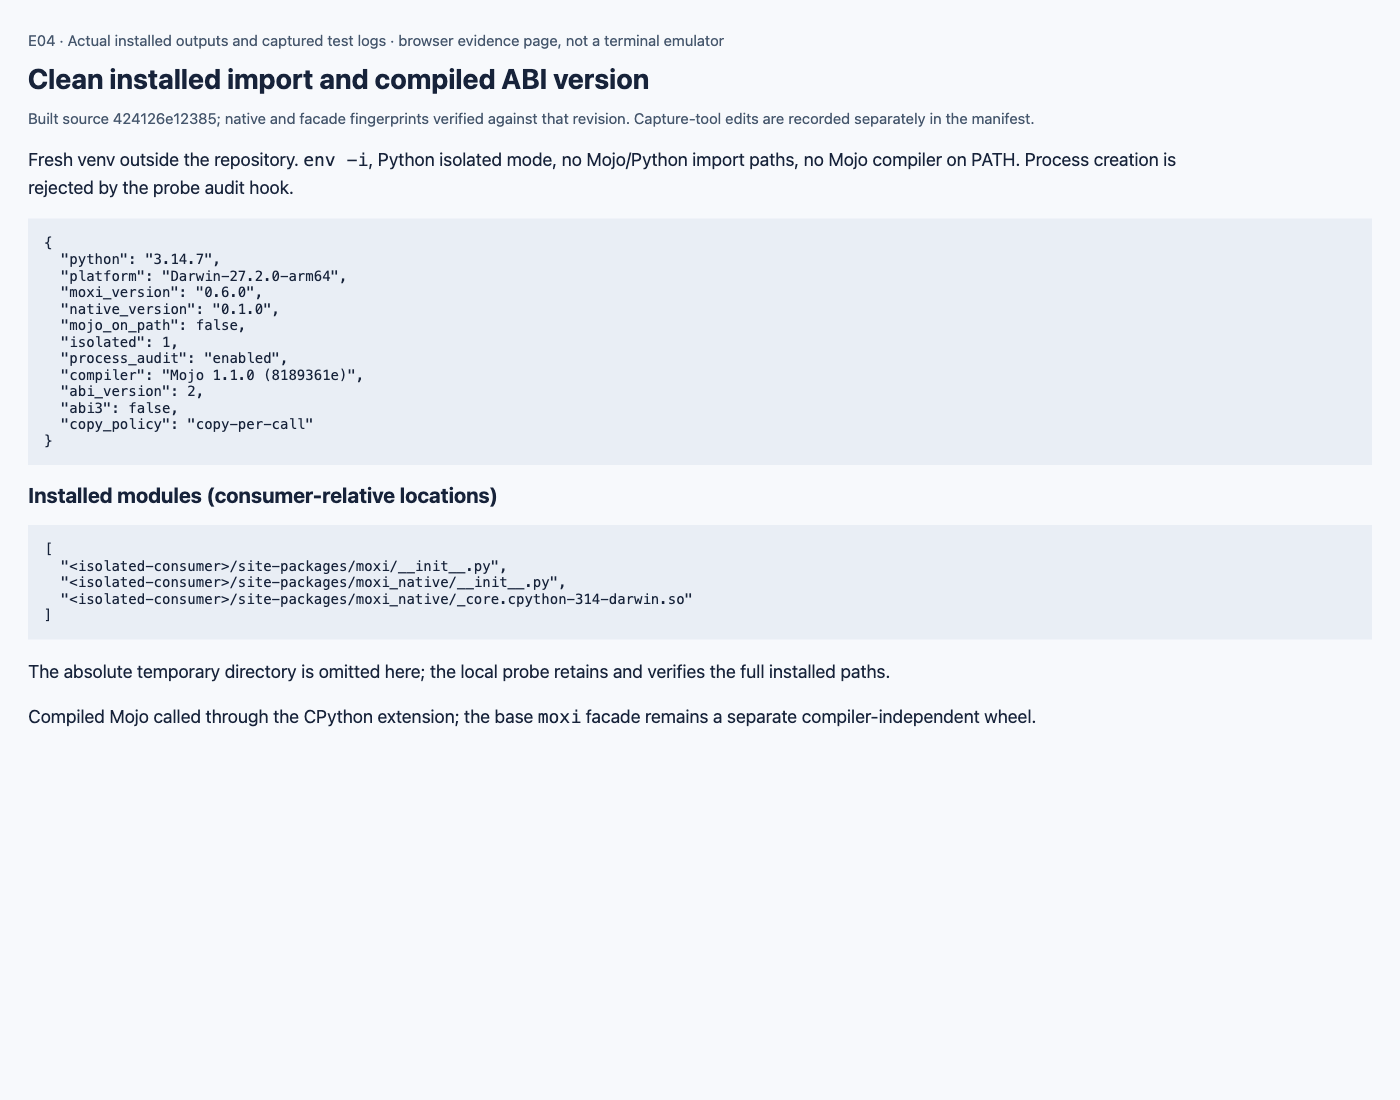 E04 · Actual installed outputs and captured test logs · browser evidence page, not a terminal emulator
Clean installed import and compiled ABI version
Built source 424126e12385; native and facade fingerprints verified against that revision. Capture-tool edits are recorded separately in the manifest.
Fresh venv outside the repository. env -i, Python isolated mode, no Mojo/Python import paths, no Mojo compiler on PATH. Process creation is
rejected by the probe audit hook.
{
  "python": "3.14.7",
  "platform": "Darwin-27.2.0-arm64",
  "moxi_version": "0.6.0",
  "native_version": "0.1.0",
  "mojo_on_path": false,
  "isolated": 1,
  "process_audit": "enabled",
  "compiler": "Mojo 1.1.0 (8189361e)",
  "abi_version": 2,
  "abi3": false,
  "copy_policy": "copy-per-call"
}
Installed modules (consumer-relative locations)
[
  "<isolated-consumer>/site-packages/moxi/__init__.py",
  "<isolated-consumer>/site-packages/moxi_native/__init__.py",
  "<isolated-consumer>/site-packages/moxi_native/_core.cpython-314-darwin.so"
]
The absolute temporary directory is omitted here; the local probe retains and verifies the full installed paths.
Compiled Mojo called through the CPython extension; the base moxi facade remains a separate compiler-independent wheel.